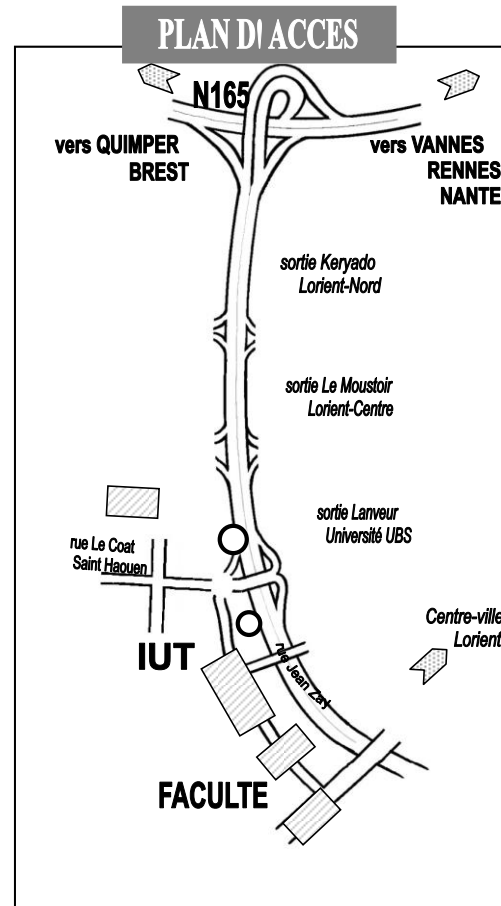 PLAN D! ACCES
N165
vers QUIMPER
BREST
vers VANNES
RENNES
NANTE
sortie Keryado
Lorient-Nord
sortie Le Moustoir
Lorient-Centre
sortie Lanveur
Université UBS
rue Le Coat
Saint Haouen
Centre-ville
Lorient
IUT
rue Jean Zay
FACULTE